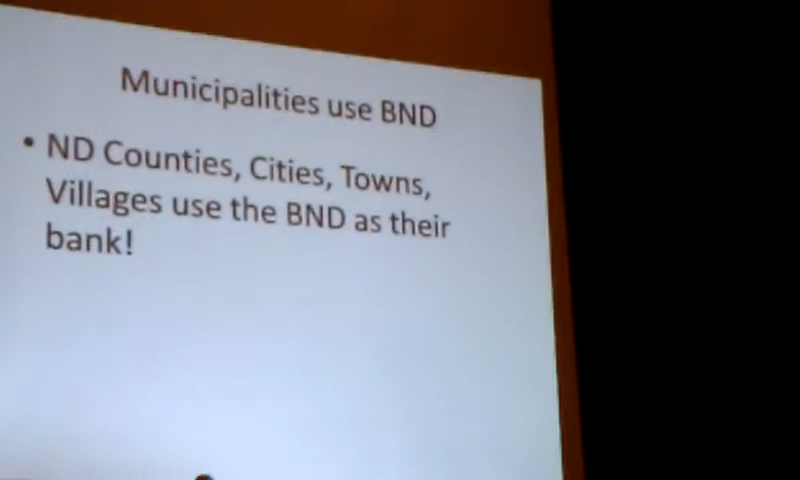 Municipalities use BND
• ND Counties, Cities, Towns,
Villages use the BND as their
bank!